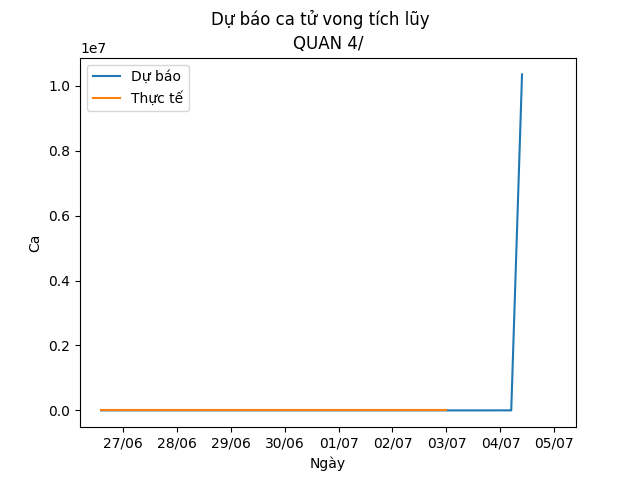 Dự báo ca tử vong tích lũy
QUAN 4/
1e7
Dự báo
Thực tế
1.0
0.8
0.6
0.4
0.2
0.0
Ca
27/06 28/06 29/06 30/06 01/07 02/07 03/07 04/07 05/07
Ngày